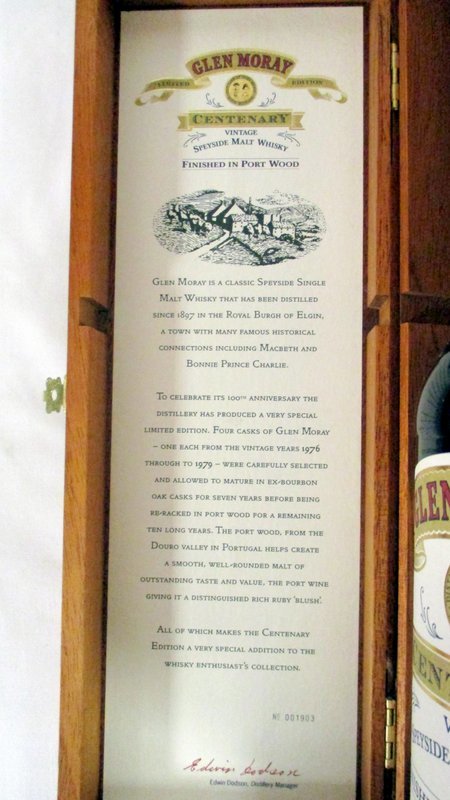 GLEN MORAY
LIMITED EDITION
CENTENARY
VINTAGE
SPEYSIDE MALT WHISKY
FINISHED IN PORT WOOD
GLEN MORAY IS A CLASSIC SPEYSIDE SINGLE
MALT WHISKY THAT HAS BEEN DISTILLED
SINCE 1897 IN THE ROYAL BURGH OF ELGIN,
A TOWN WITH MANY FAMOUS HISTORICAL
CONNECTIONS INCLUDING MACBETH AND
BONNIE PRINCE CHARLIE.
TO CELEBRATE ITS 100TH ANNIVERSARY THE
DISTILLERY HAS PRODUCED A VERY SPECIAL
LIMITED EDITION. FOUR CASKS OF GLEN MORAY
– ONE EACH FROM THE VINTAGE YEARS 1976
THROUGH TO 1979 – WERE CAREFULLY SELECTED
AND ALLOWED TO MATURE IN EX-BOURBON
OAK CASKS FOR SEVEN YEARS BEFORE BEING
RE-RACKED IN PORT WOOD FOR A REMAINING
TEN LONG YEARS. THE PORT WOOD, FROM THE
DOURO VALLEY IN PORTUGAL HELPS CREATE
A SMOOTH, WELL-ROUNDED MALT OF
OUTSTANDING TASTE AND VALUE, THE PORT WINE
GIVING IT A DISTINGUISHED RICH RUBY 'BLUSH'.
ALL OF WHICH MAKES THE CENTENARY
EDITION A VERY SPECIAL ADDITION TO THE
WHISKY ENTHUSIAST'S COLLECTION.
Nº 001903
Edwin Dodson
Edwin Dodson, Distillery Manager
GLEN
CENT
V
SPEYSIDE